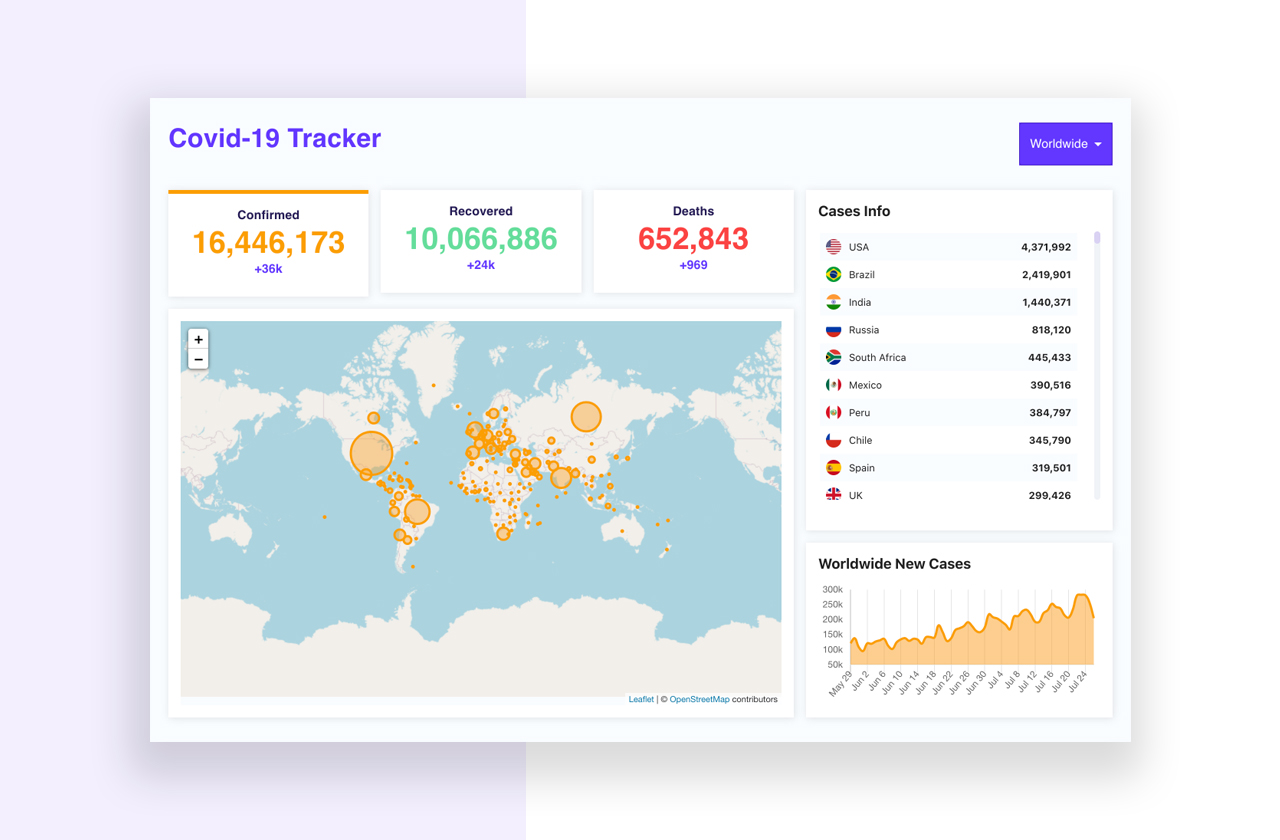 Covid-19 Tracker
Worldwide
Confirmed
16,446,173
+36k
Recovered
10,066,886
+24k
Deaths
652,843
+969
+
−
Leaflet | © OpenStreetMap contributors
Cases Info
USA 4,371,992
Brazil 2,419,901
India 1,440,371
Russia 818,120
South Africa 445,433
Mexico 390,516
Peru 384,797
Chile 345,790
Spain 319,501
UK 299,426
Worldwide New Cases
300k
250k
200k
150k
100k
50k
May 29
Jun 2
Jun 6
Jun 10
Jun 14
Jun 18
Jun 22
Jun 26
Jun 30
Jul 4
Jul 8
Jul 12
Jul 16
Jul 20
Jul 24